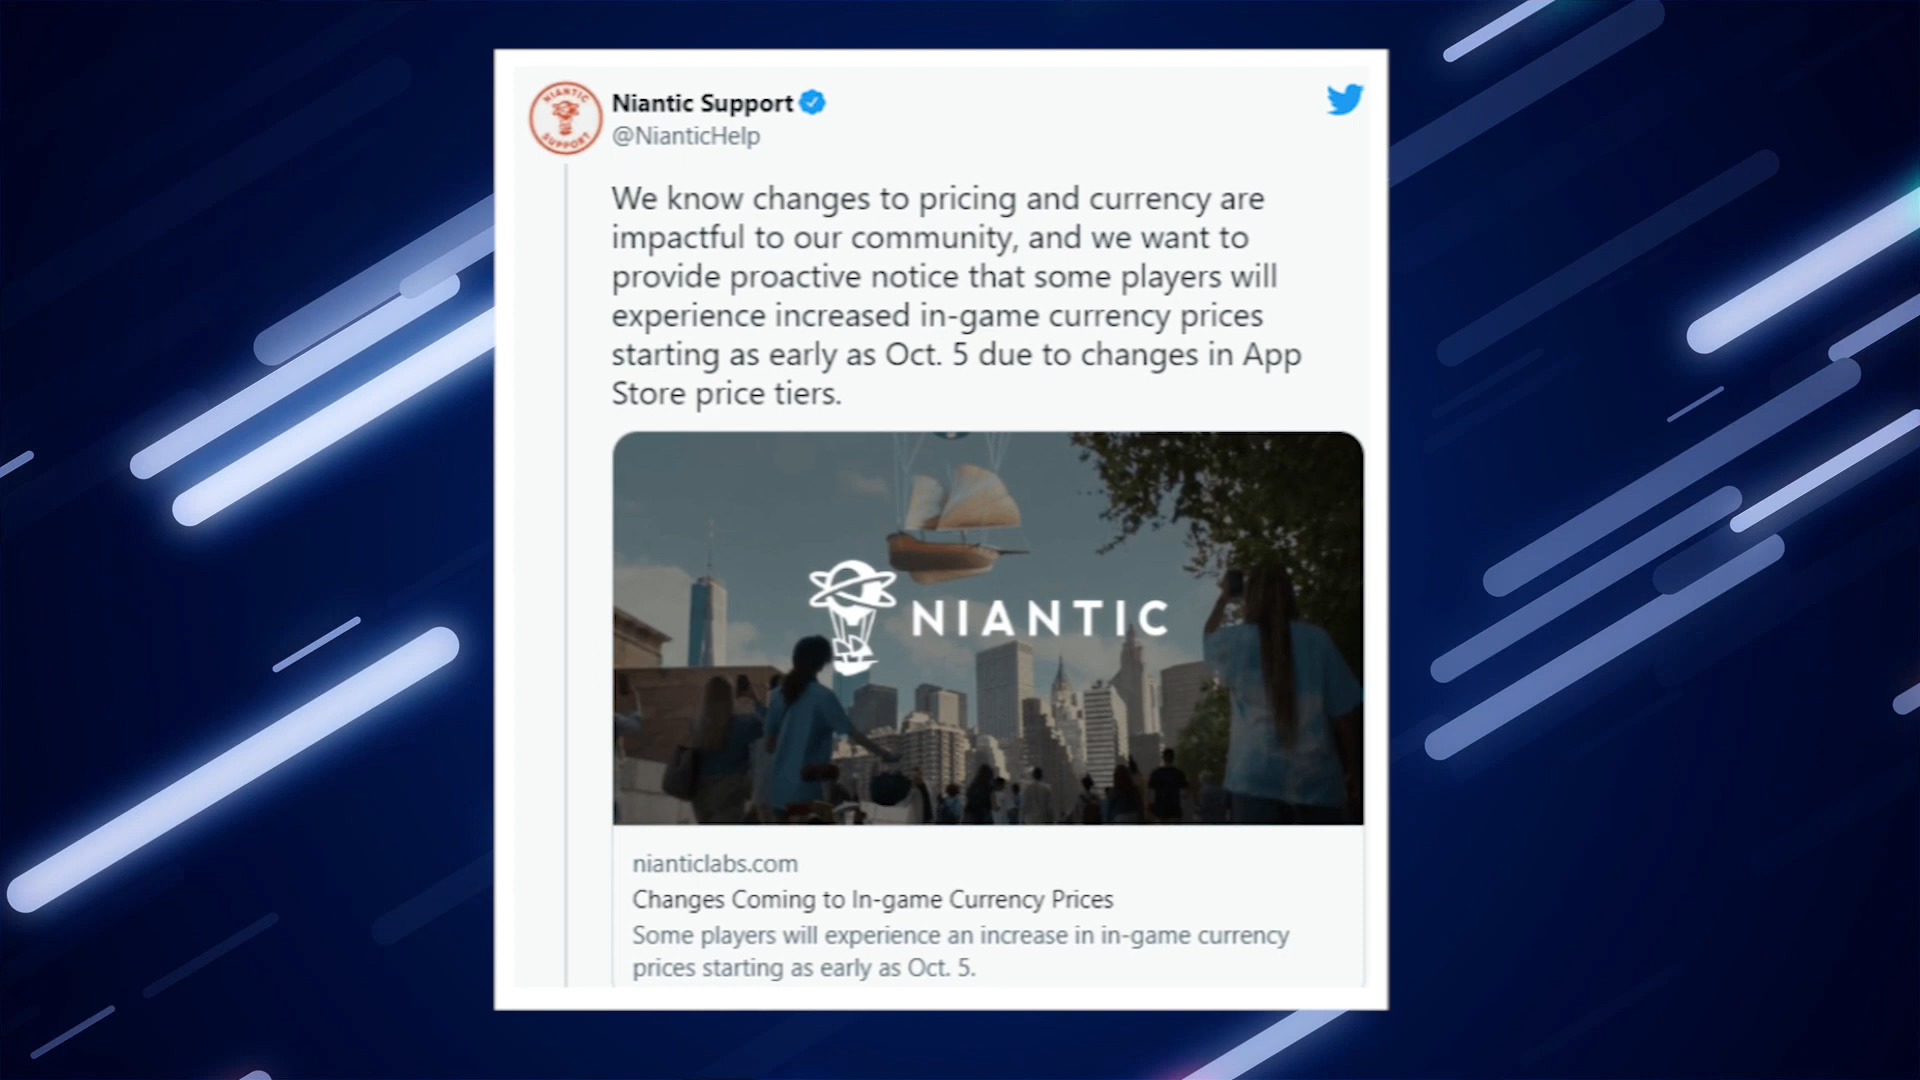 NIANTIC
SUPPORT
Niantic Support
@NianticHelp
We know changes to pricing and currency are
impactful to our community, and we want to
provide proactive notice that some players will
experience increased in-game currency prices
starting as early as Oct. 5 due to changes in App
Store price tiers.
NIANTIC
nianticlabs.com
Changes Coming to In-game Currency Prices
Some players will experience an increase in in-game currency
prices starting as early as Oct. 5.